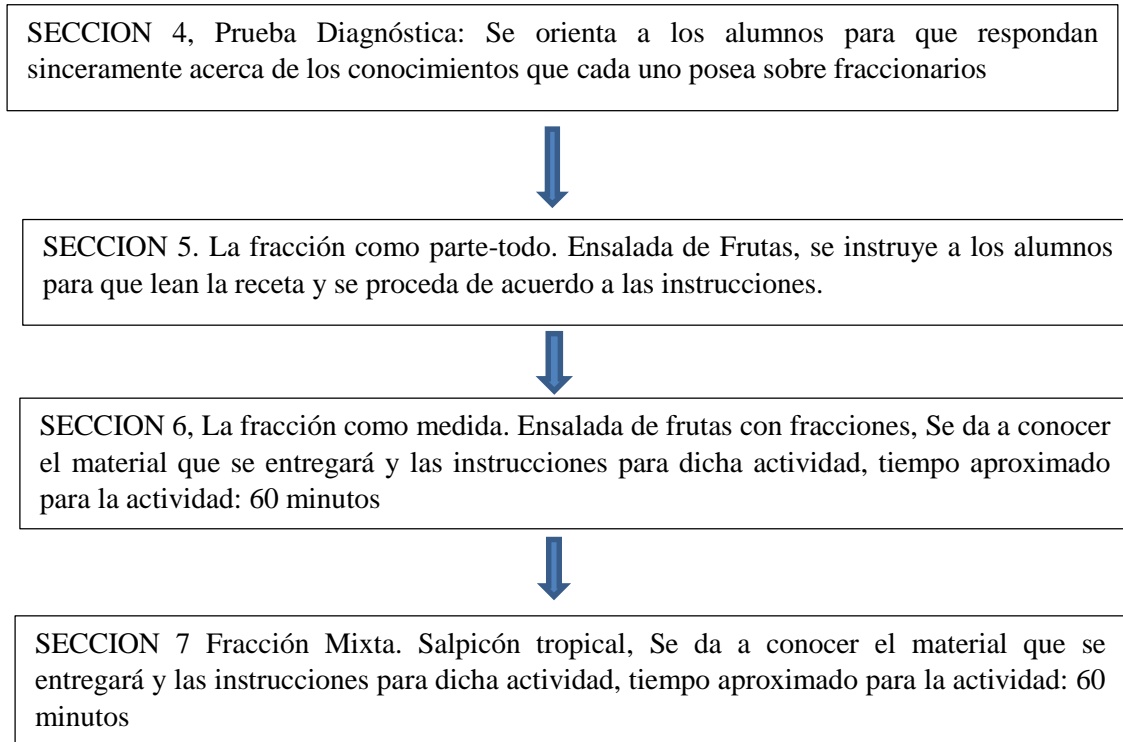 SECCION 4, Prueba Diagnóstica: Se orienta a los alumnos para que respondan
sinceramente acerca de los conocimientos que cada uno posea sobre fraccionarios
SECCION 5. La fracción como parte-todo. Ensalada de Frutas, se instruye a los alumnos
para que lean la receta y se proceda de acuerdo a las instrucciones.
SECCION 6, La fracción como medida. Ensalada de frutas con fracciones, Se da a conocer
el material que se entregará y las instrucciones para dicha actividad, tiempo aproximado
para la actividad: 60 minutos
SECCION 7 Fracción Mixta. Salpicón tropical, Se da a conocer el material que se
entregará y las instrucciones para dicha actividad, tiempo aproximado para la actividad: 60
minutos